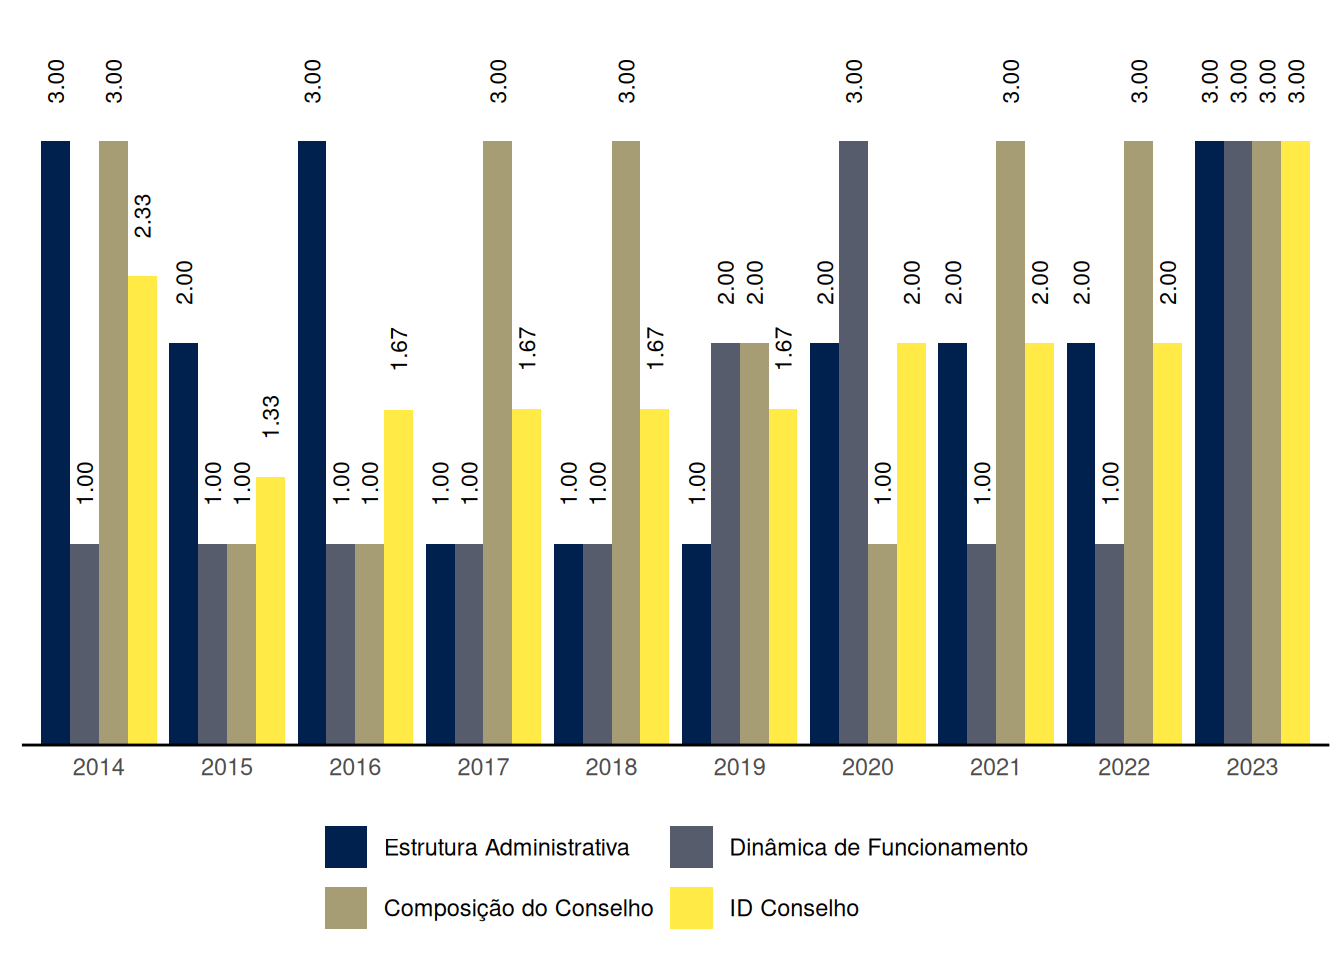 3.00 3.00 3.00 3.00 3.00 3.00 3.00 3.00 3.00 3.00 3.00 3.00
2.33
2.00 2.00 2.00 2.00 2.00 2.00 2.00 2.00 2.00
1.67 1.67 1.67 1.67
1.33
1.00 1.00 1.00 1.00 1.00 1.00 1.00 1.00 1.00 1.00 1.00 1.00 1.00
2014 2015 2016 2017 2018 2019 2020 2021 2022 2023
Estrutura Administrativa Dinâmica de Funcionamento
Composição do Conselho ID Conselho